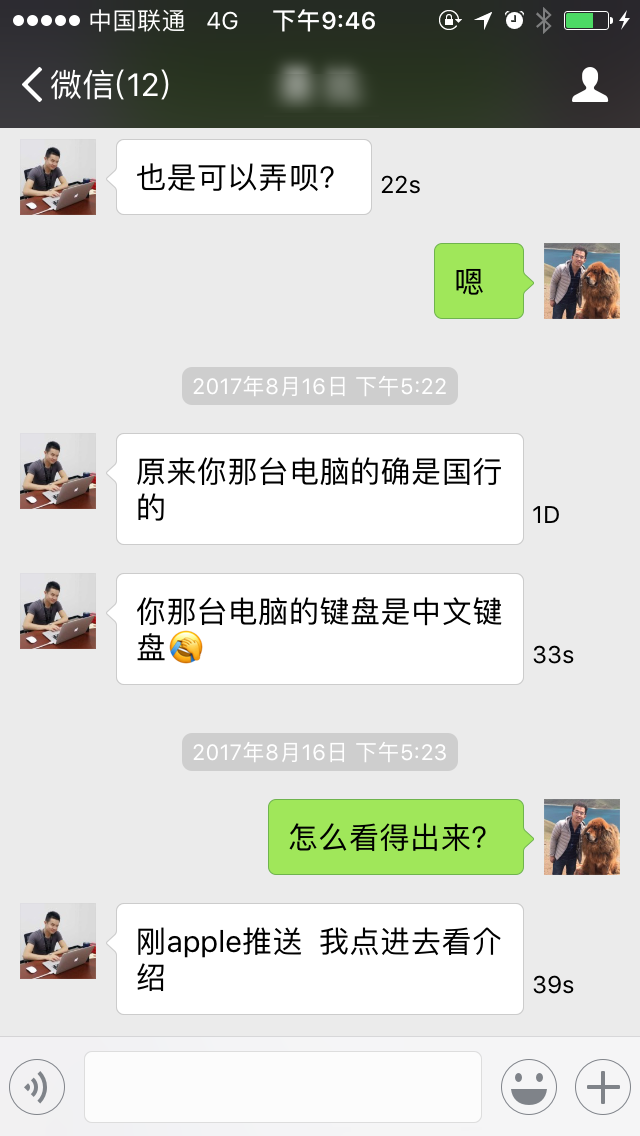 中国联通 4G 下午9:46
微信(12)
也是可以弄呗?
22s
嗯
2017年8月16日 下午5:22
原来你那台电脑的确是国行
的
1D
你那台电脑的键盘是中文键
盘🤦
33s
2017年8月16日 下午5:23
怎么看得出来?
刚apple推送 我点进去看介
绍
39s